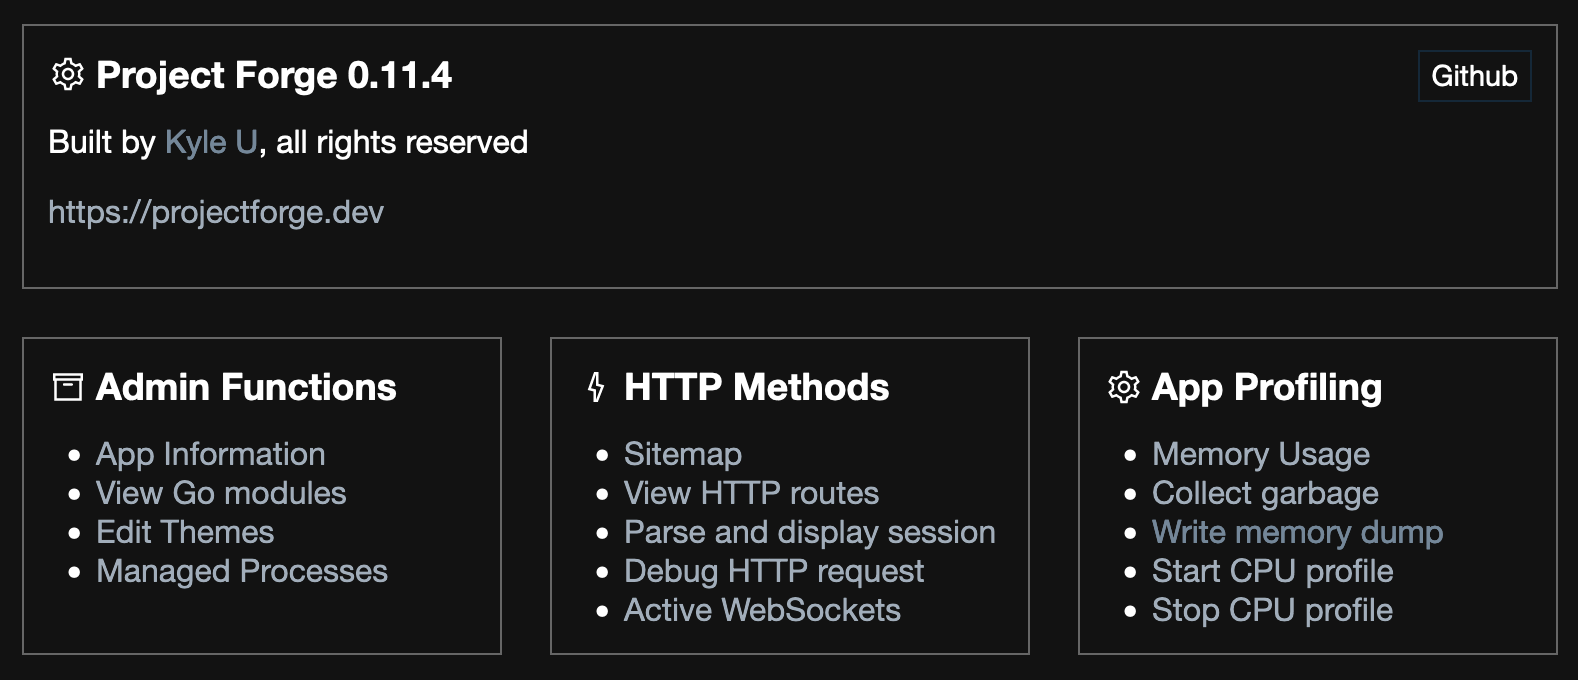 Project Forge 0.11.4
Github
Built by Kyle U, all rights reserved
https://projectforge.dev
Admin Functions
App Information
View Go modules
Edit Themes
Managed Processes
HTTP Methods
Sitemap
View HTTP routes
Parse and display session
Debug HTTP request
Active WebSockets
App Profiling
Memory Usage
Collect garbage
Write memory dump
Start CPU profile
Stop CPU profile